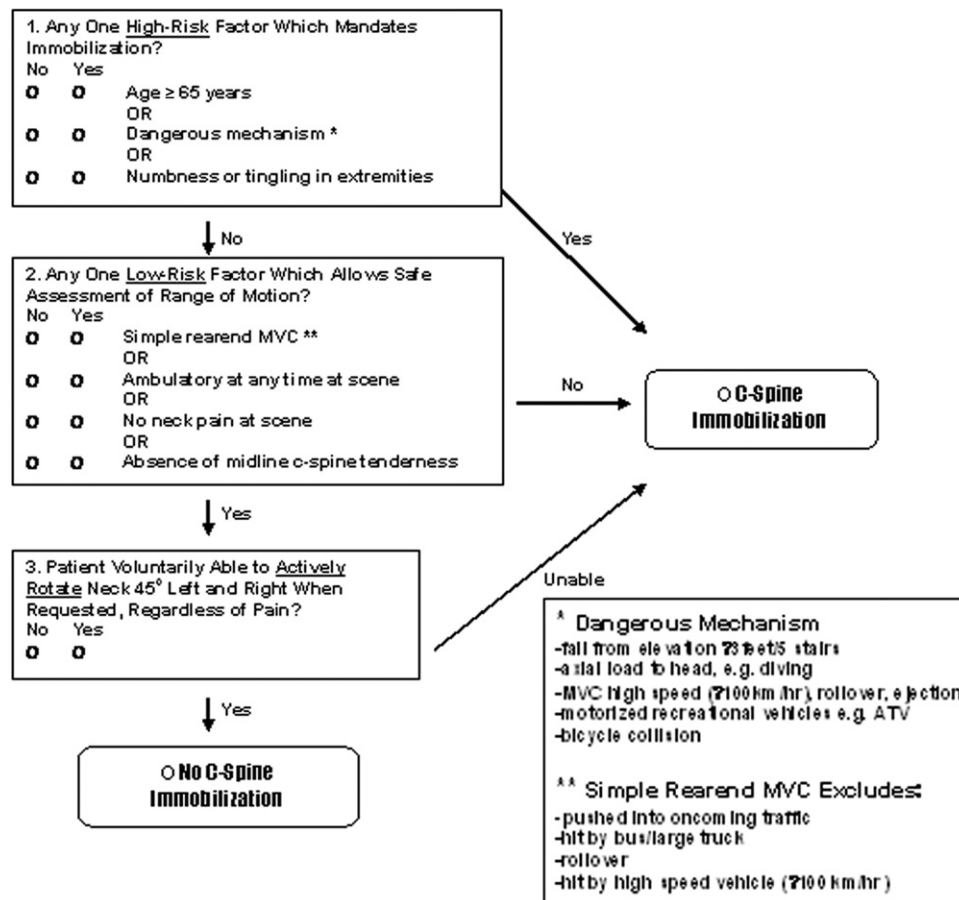 1. Any One High-Risk Factor Which Mandates
Immobilization?
No Yes
O O Age ≥ 65 years
OR
O O Dangerous mechanism *
OR
O O Numbness or tingling in extremities
No
Yes
2. Any One Low-Risk Factor Which Allows Safe
Assessment of Range of Motion?
No Yes
O O Simple rearend MVC **
OR
O O Ambulatory at any time at scene
OR
O O No neck pain at scene
OR
O O Absence of midline c-spine tenderness
No
O C-Spine
Immobilization
Yes
3. Patient Voluntarily Able to Actively
Rotate Neck 45° Left and Right When
Requested, Regardless of Pain?
No Yes
O O
Unable
Yes
O No C-Spine
Immobilization
* Dangerous Mechanism
-fall from elevation ?3 feet/5 stairs
-axial load to head, e.g. diving
-MVC high speed (?100 km/hr), rollover, ejection
-motorized recreational vehicles e.g. ATV
-bicycle collision
** Simple Rearend MVC Excludes:
-pushed into oncoming traffic
-hit by bus/large truck
-rollover
-hit by high speed vehicle (?100 km/hr)